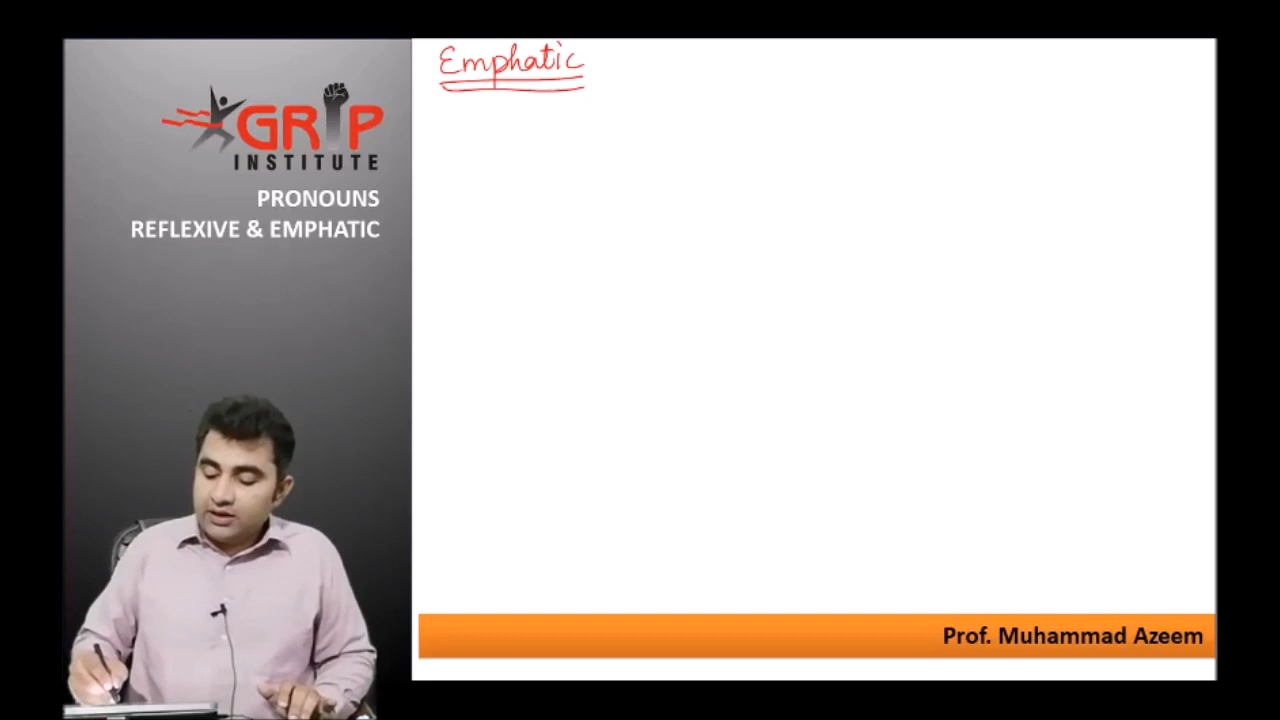 GRIP
INSTITUTE
PRONOUNS
REFLEXIVE & EMPHATIC
Emphatic
Prof. Muhammad Azeem